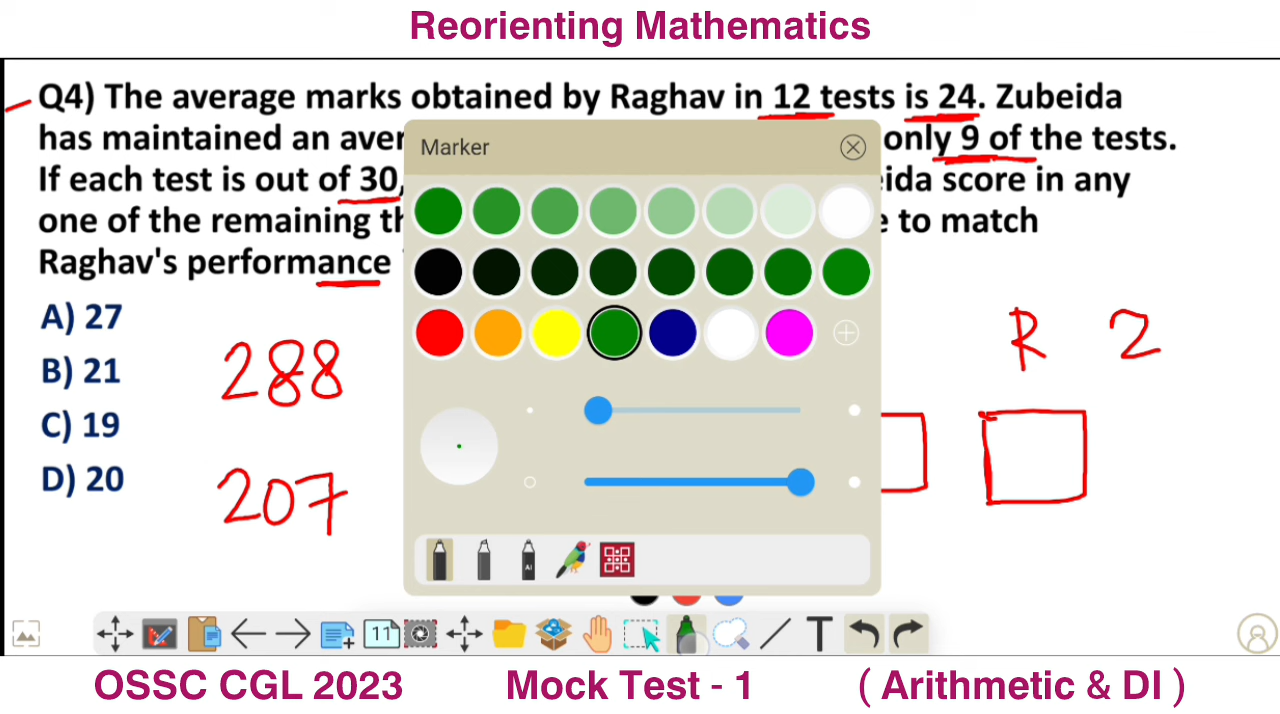 Reorienting Mathematics
Q4) The average marks obtained by Raghav in 12 tests is 24. Zubeida
has maintained an aver only 9 of the tests.
If each test is out of 30, ida score in any
one of the remaining th e to match
Raghav's performance
A) 27
B) 21
C) 19
D) 20
288
207
R 2
Marker
AI
11
T
OSSC CGL 2023 Mock Test - 1 ( Arithmetic & DI )